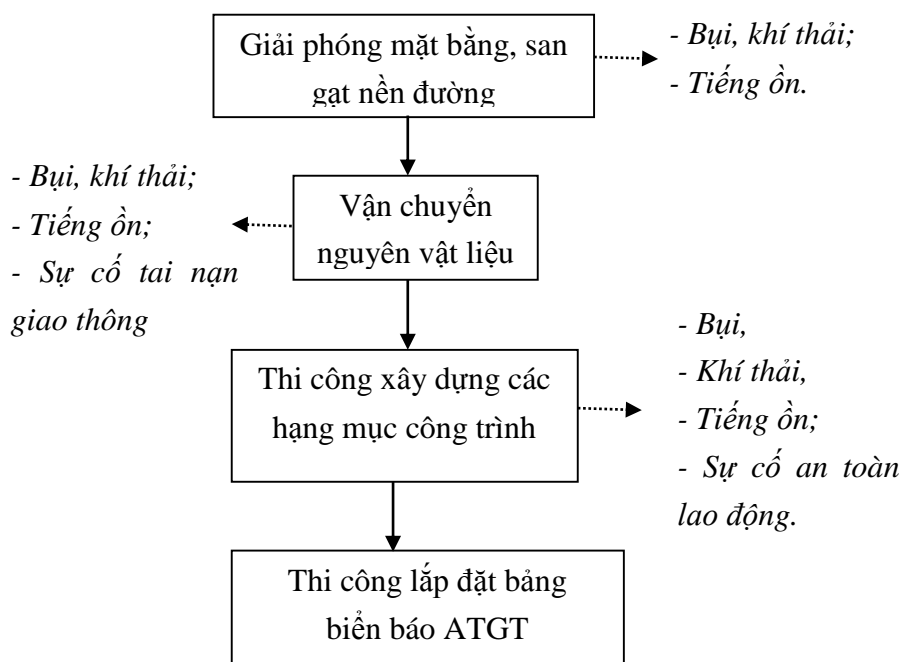 Giải phóng mặt bằng, san
gạt nền đường
- Bụi, khí thải;
- Tiếng ồn.
- Bụi, khí thải;
- Tiếng ồn;
- Sự cố tai nạn
giao thông
Vận chuyển
nguyên vật liệu
Thi công xây dựng các
hạng mục công trình
- Bụi,
- Khí thải,
- Tiếng ồn;
- Sự cố an toàn
lao động.
Thi công lắp đặt bảng
biển báo ATGT